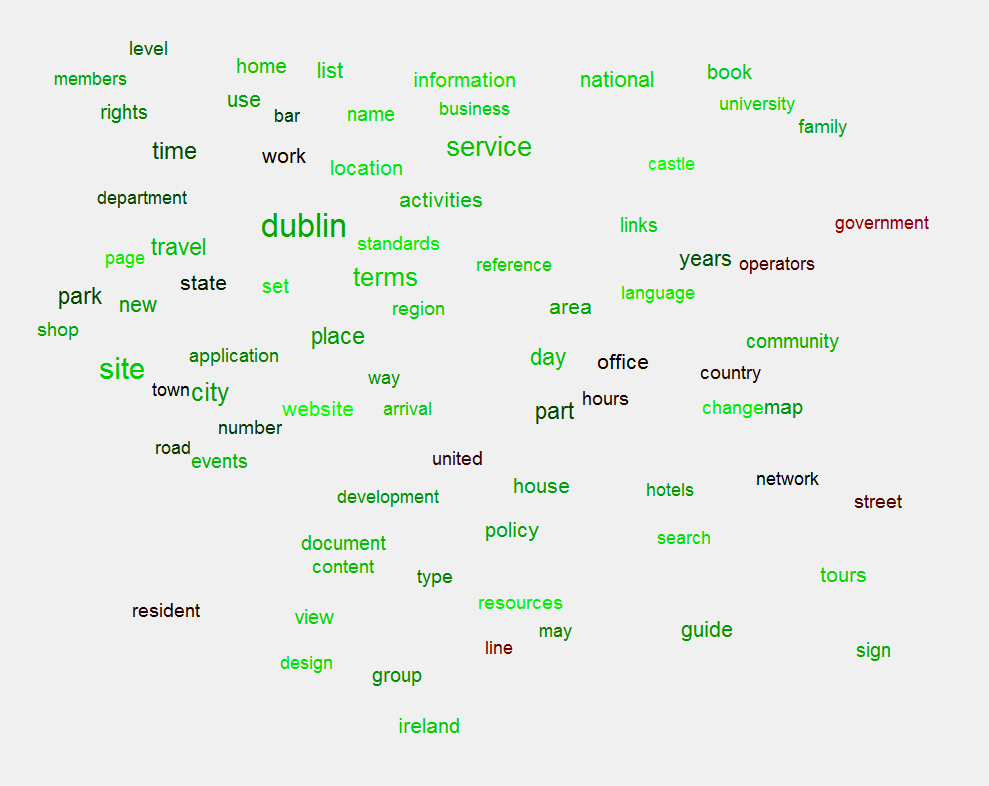 level
home list information national book
members
use rights bar name business university family
time work location service castle
department activities
dublin links government
travel page standards terms reference years operators
state set
park new region area language
shop place community
site application day office country
town city way
website arrival part hours change map
number
road events united
development house hotels network street
document policy search
content type tours
resident view resources
may guide
line sign
design group
ireland